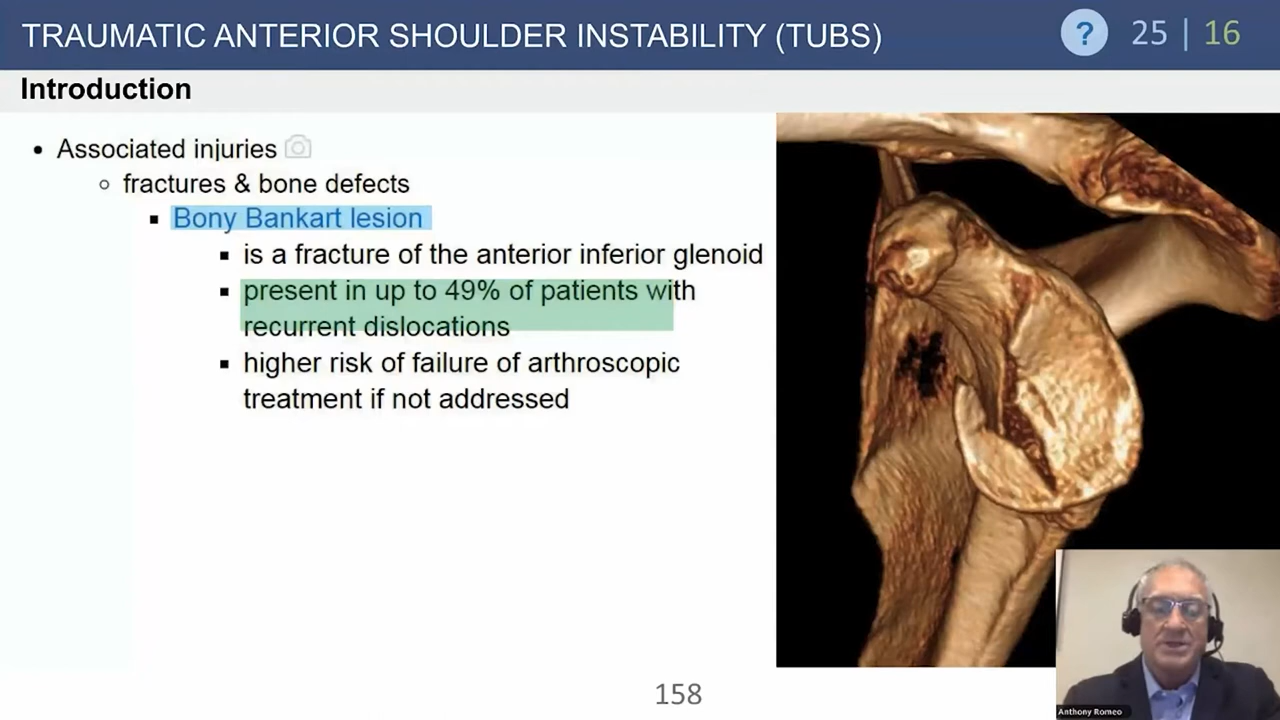 TRAUMATIC ANTERIOR SHOULDER INSTABILITY (TUBS)
? 25 | 16
Introduction
• Associated injuries
○ fractures & bone defects
▪ Bony Bankart lesion
▪ is a fracture of the anterior inferior glenoid
▪ present in up to 49% of patients with
recurrent dislocations
▪ higher risk of failure of arthroscopic
treatment if not addressed
158
Anthony Romeo